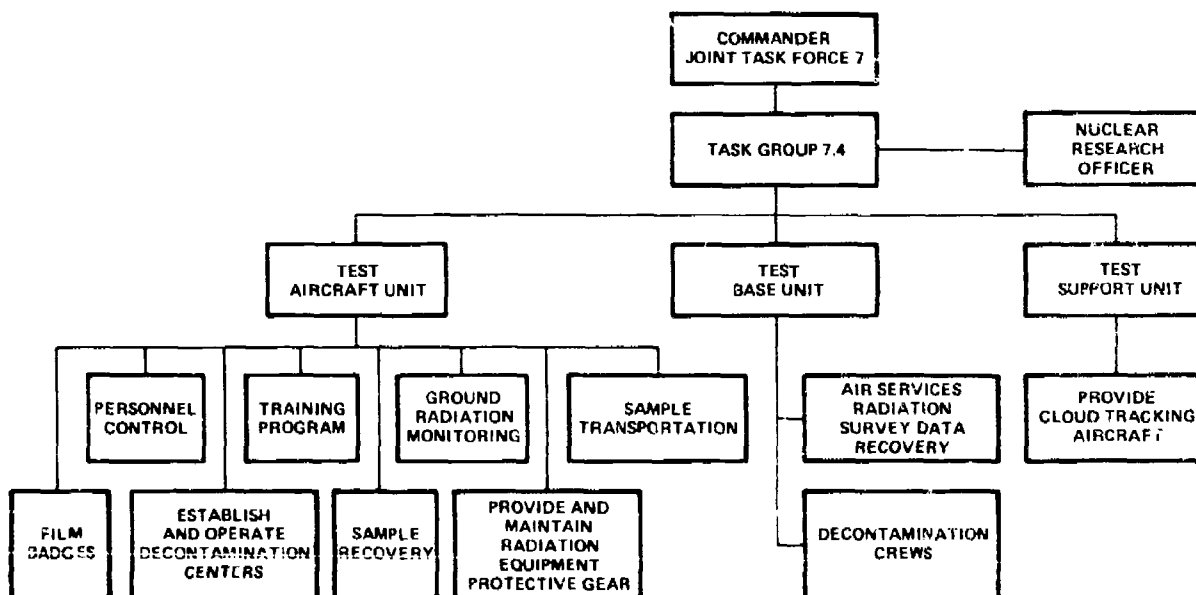 COMMANDER
JOINT TASK FORCE 7
TASK GROUP 7.4
NUCLEAR
RESEARCH
OFFICER
TEST
AIRCRAFT UNIT
TEST
BASE UNIT
TEST
SUPPORT UNIT
PERSONNEL
CONTROL
TRAINING
PROGRAM
GROUND
RADIATION
MONITORING
SAMPLE
TRANSPORTATION
AIR SERVICES
RADIATION
SURVEY DATA
RECOVERY
PROVIDE
CLOUD TRACKING
AIRCRAFT
FILM
BADGES
ESTABLISH
AND OPERATE
DECONTAMINATION
CENTERS
SAMPLE
RECOVERY
PROVIDE AND
MAINTAIN
RADIATION
EQUIPMENT
PROTECTIVE GEAR
DECONTAMINATION
CREWS